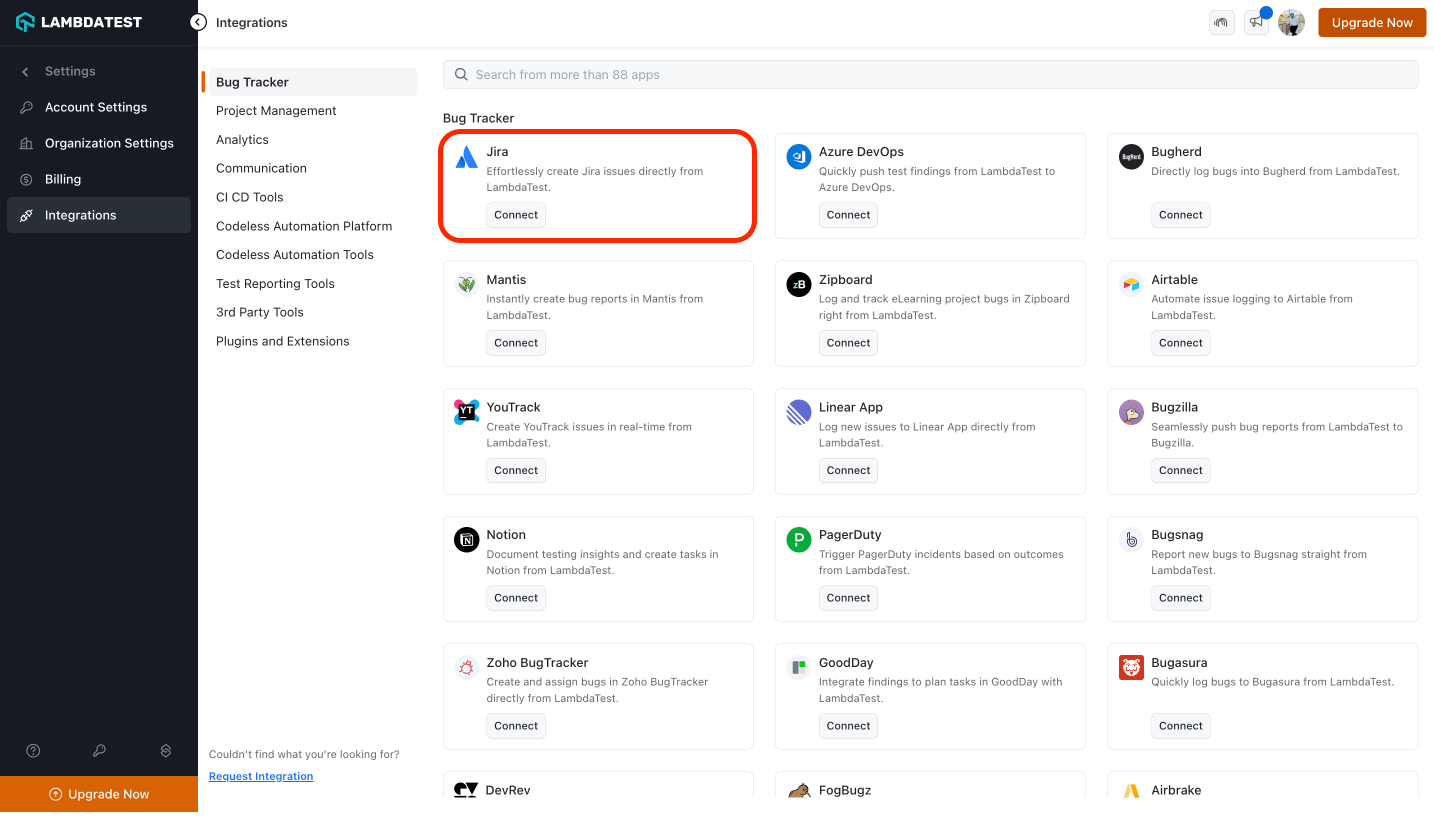 LAMBDATEST
Settings
Account Settings
Organization Settings
Billing
Integrations
Upgrade Now
Integrations
Upgrade Now
Bug Tracker
Project Management
Analytics
Communication
CI CD Tools
Codeless Automation Platform
Codeless Automation Tools
Test Reporting Tools
3rd Party Tools
Plugins and Extensions
Couldn't find what you're looking for?
Request Integration
Search from more than 88 apps
Bug Tracker
Jira
Effortlessly create Jira issues directly from
LambdaTest.
Connect
Azure DevOps
Quickly push test findings from LambdaTest to
Azure DevOps.
Connect
BugHerd
Bugherd
Directly log bugs into Bugherd from LambdaTest.
Connect
Mantis
Instantly create bug reports in Mantis from
LambdaTest.
Connect
zB
Zipboard
Log and track eLearning project bugs in Zipboard
right from LambdaTest.
Connect
Airtable
Automate issue logging to Airtable from
LambdaTest.
Connect
YT
YouTrack
Create YouTrack issues in real-time from
LambdaTest.
Connect
Linear App
Log new issues to Linear App directly from
LambdaTest.
Connect
Bugzilla
Seamlessly push bug reports from LambdaTest to
Bugzilla.
Connect
N
Notion
Document testing insights and create tasks in
Notion from LambdaTest.
Connect
P
PagerDuty
Trigger PagerDuty incidents based on outcomes
from LambdaTest.
Connect
Bugsnag
Report new bugs to Bugsnag straight from
LambdaTest.
Connect
Zoho BugTracker
Create and assign bugs in Zoho BugTracker
directly from LambdaTest.
Connect
GoodDay
Integrate findings to plan tasks in GoodDay with
LambdaTest.
Connect
Bugasura
Quickly log bugs to Bugasura from LambdaTest.
Connect
DevRev
FogBugz
Airbrake